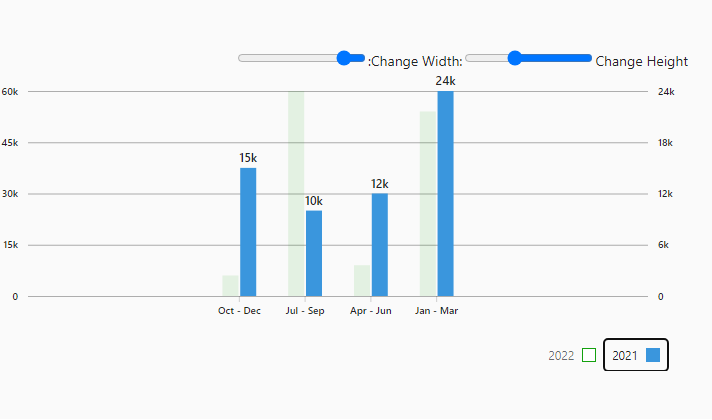 :Change Width: Change Height
24k
60k 24k
45k 18k
15k
12k
30k 10k 12k
15k 6k
0 0
Oct - Dec Jul - Sep Apr - Jun Jan - Mar
2022 2021